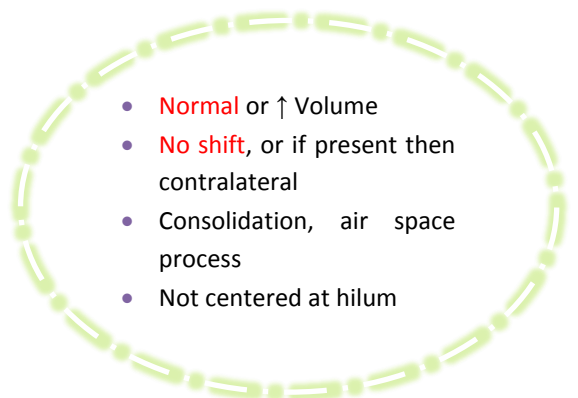 • Normal or ↑ Volume
• No shift, or if present then
contralateral
• Consolidation, air space
process
• Not centered at hilum